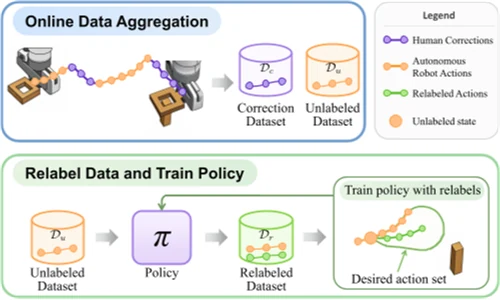 Online Data Aggregation
𝒟c
𝒟u
Correction
Dataset
Unlabeled
Dataset
Legend
Human Corrections
Autonomous
Robot Actions
Relabeled Actions
Unlabeled state
Relabel Data and Train Policy
𝒟u
Unlabeled
Dataset
π
Policy
𝒟r
Relabeled
Dataset
Train policy with relabels
Desired action set